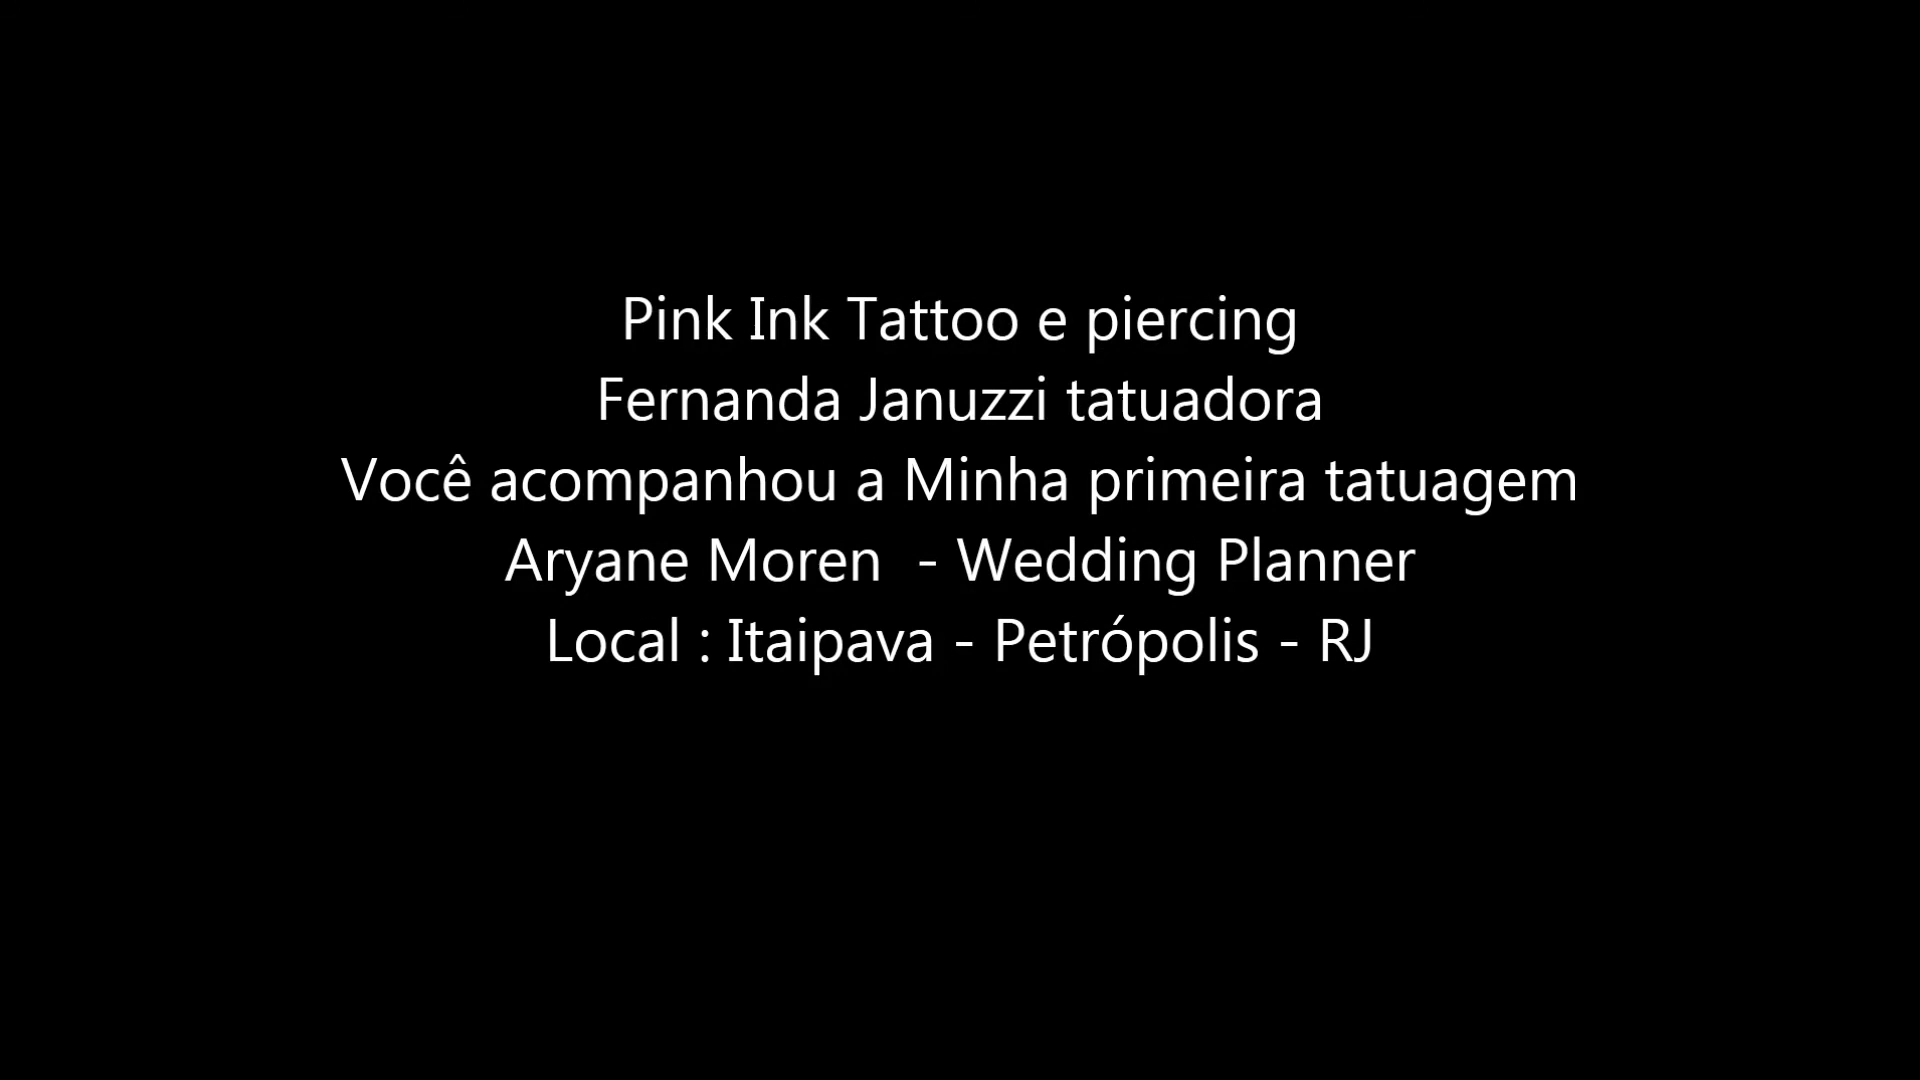 Pink Ink Tattoo e piercing
Fernanda Januzzi tatuadora
Você acompanhou a Minha primeira tatuagem
Aryane Moren  - Wedding Planner
Local : Itaipava - Petrópolis - RJ